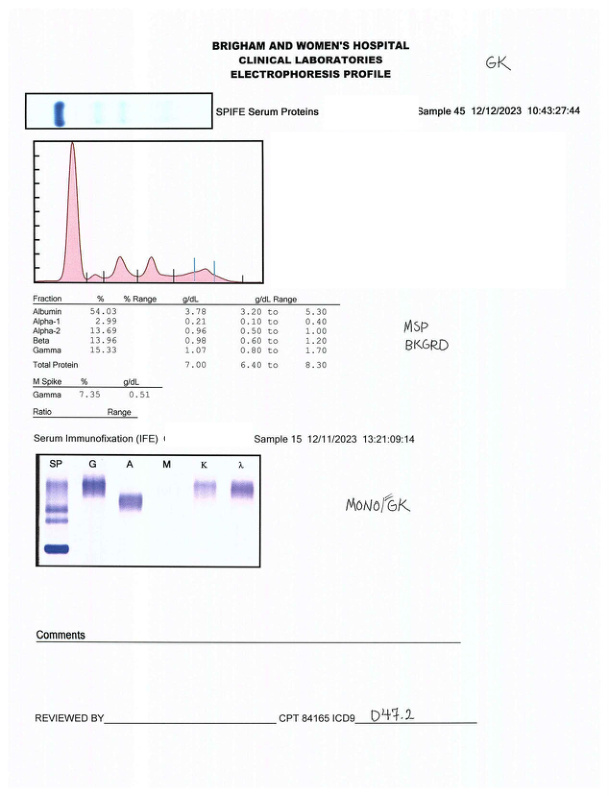 BRIGHAM AND WOMEN'S HOSPITAL
CLINICAL LABORATORIES
ELECTROPHORESIS PROFILE
GK
SPIFE Serum Proteins Sample 45 12/12/2023 10:43:27:44
Fraction % % Range g/dL g/dL Range
Albumin 54.03 3.78 3.20 to 5.30
Alpha-1 2.99 0.21 0.10 to 0.40
Alpha-2 13.69 0.96 0.50 to 1.00
Beta 13.96 0.98 0.60 to 1.20
Gamma 15.33 1.07 0.80 to 1.70
Total Protein 7.00 6.40 to 8.30
MSP
BKGRD
M Spike % g/dL
Gamma 7.35 0.51
Ratio Range
Serum Immunofixation (IFE) ( Sample 15 12/11/2023 13:21:09:14
SP G A M K λ
MONO/GK
Comments
REVIEWED BY CPT 84165 ICD9 D47.2